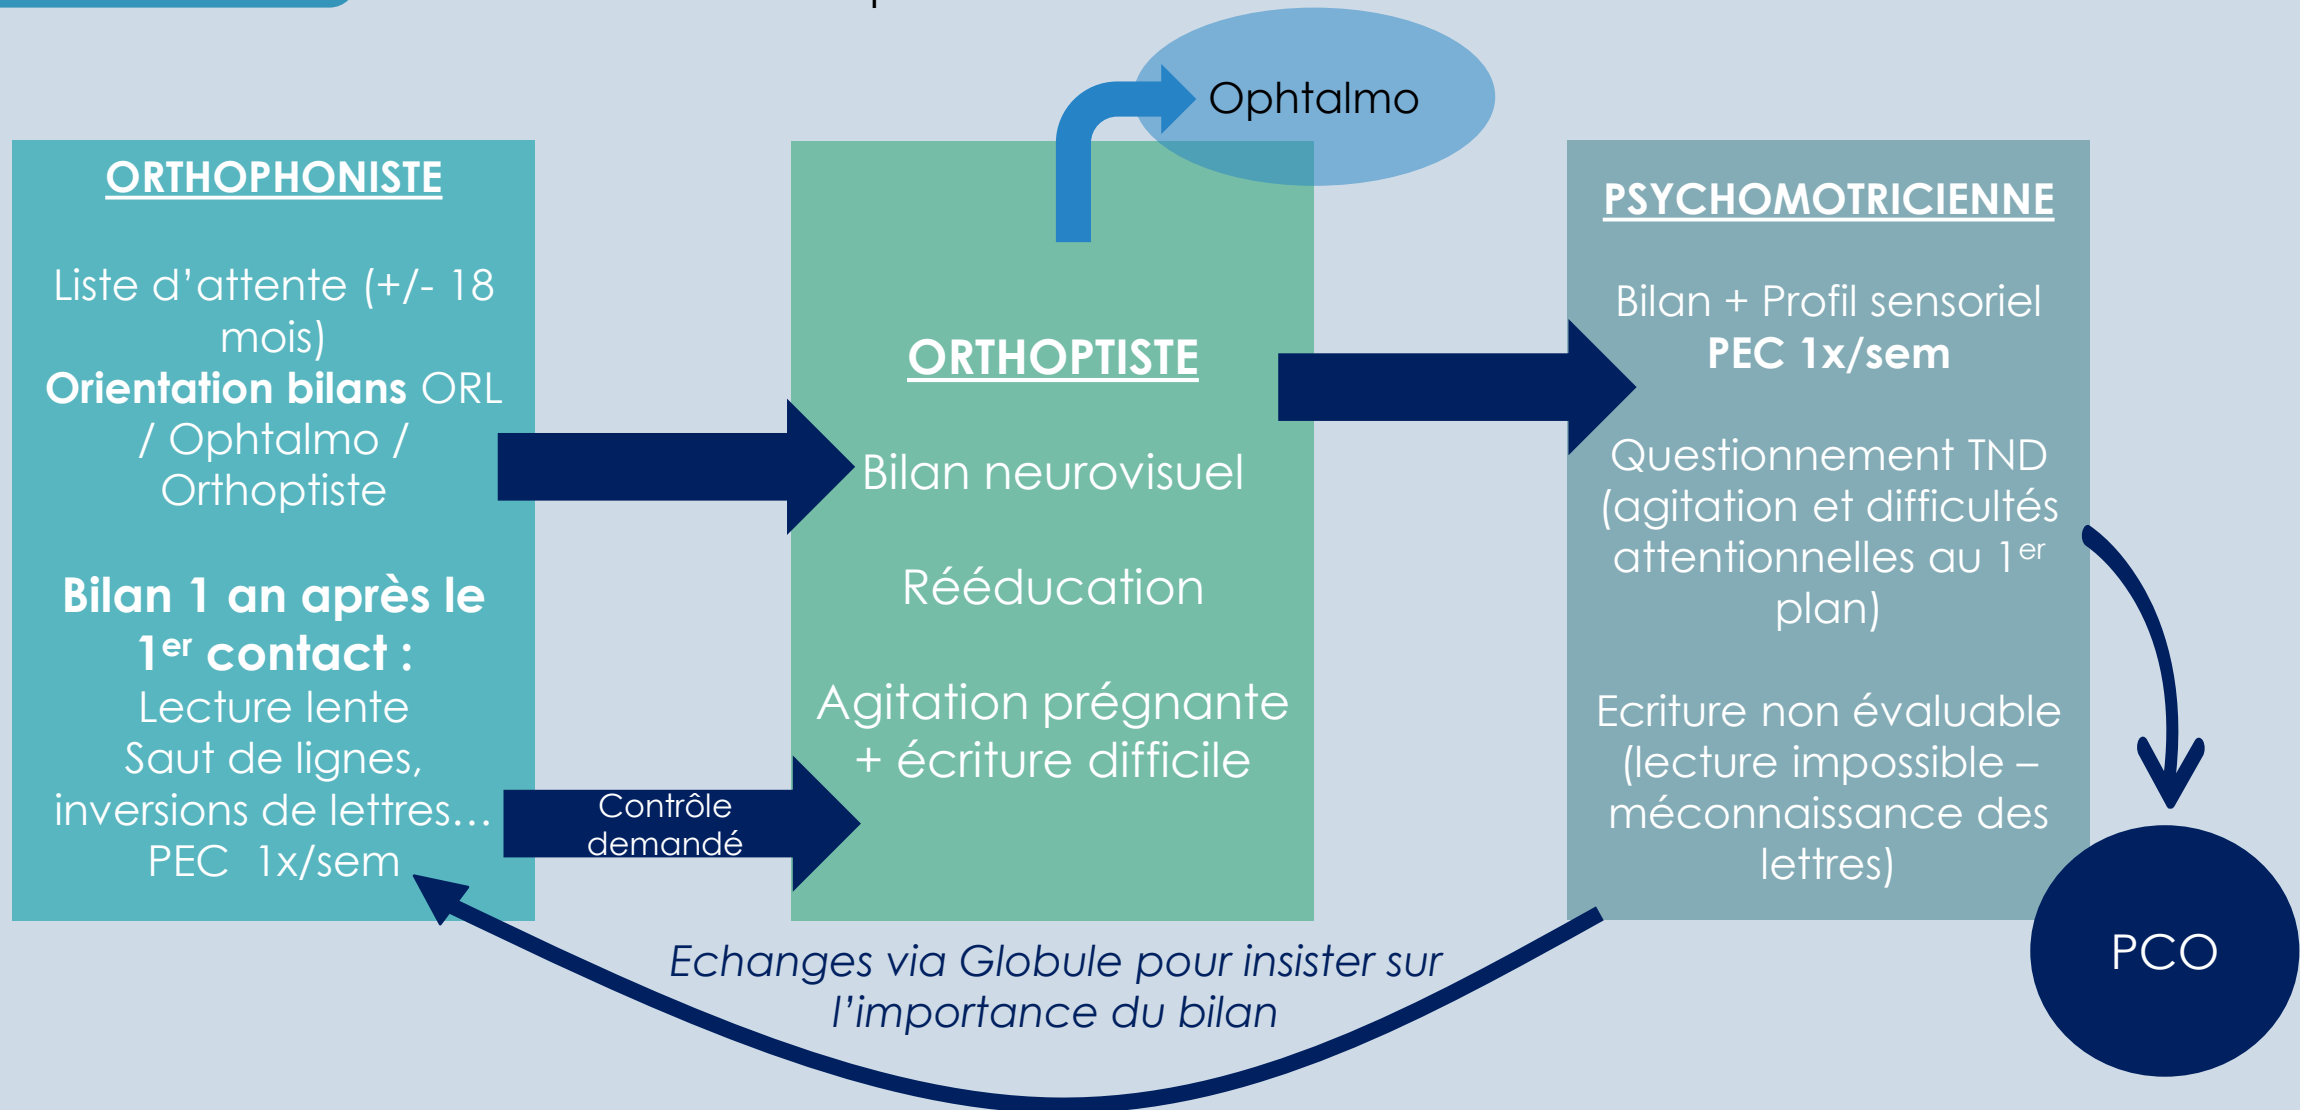 Ophtalmo
ORTHOPHONISTE
Liste d’attente (+/- 18
mois)
Orientation bilans ORL
/ Ophtalmo /
Orthoptiste
Bilan 1 an après le
1er contact :
Lecture lente
Saut de lignes,
inversions de lettres…
PEC 1x/sem
Contrôle
demandé
ORTHOPTISTE
Bilan neurovisuel
Rééducation
Agitation prégnante
+ écriture difficile
PSYCHOMOTRICIENNE
Bilan + Profil sensoriel
PEC 1x/sem
Questionnement TND
(agitation et difficultés
attentionnelles au 1er
plan)
Ecriture non évaluable
(lecture impossible –
méconnaissance des
lettres)
Echanges via Globule pour insister sur
l’importance du bilan
PCO